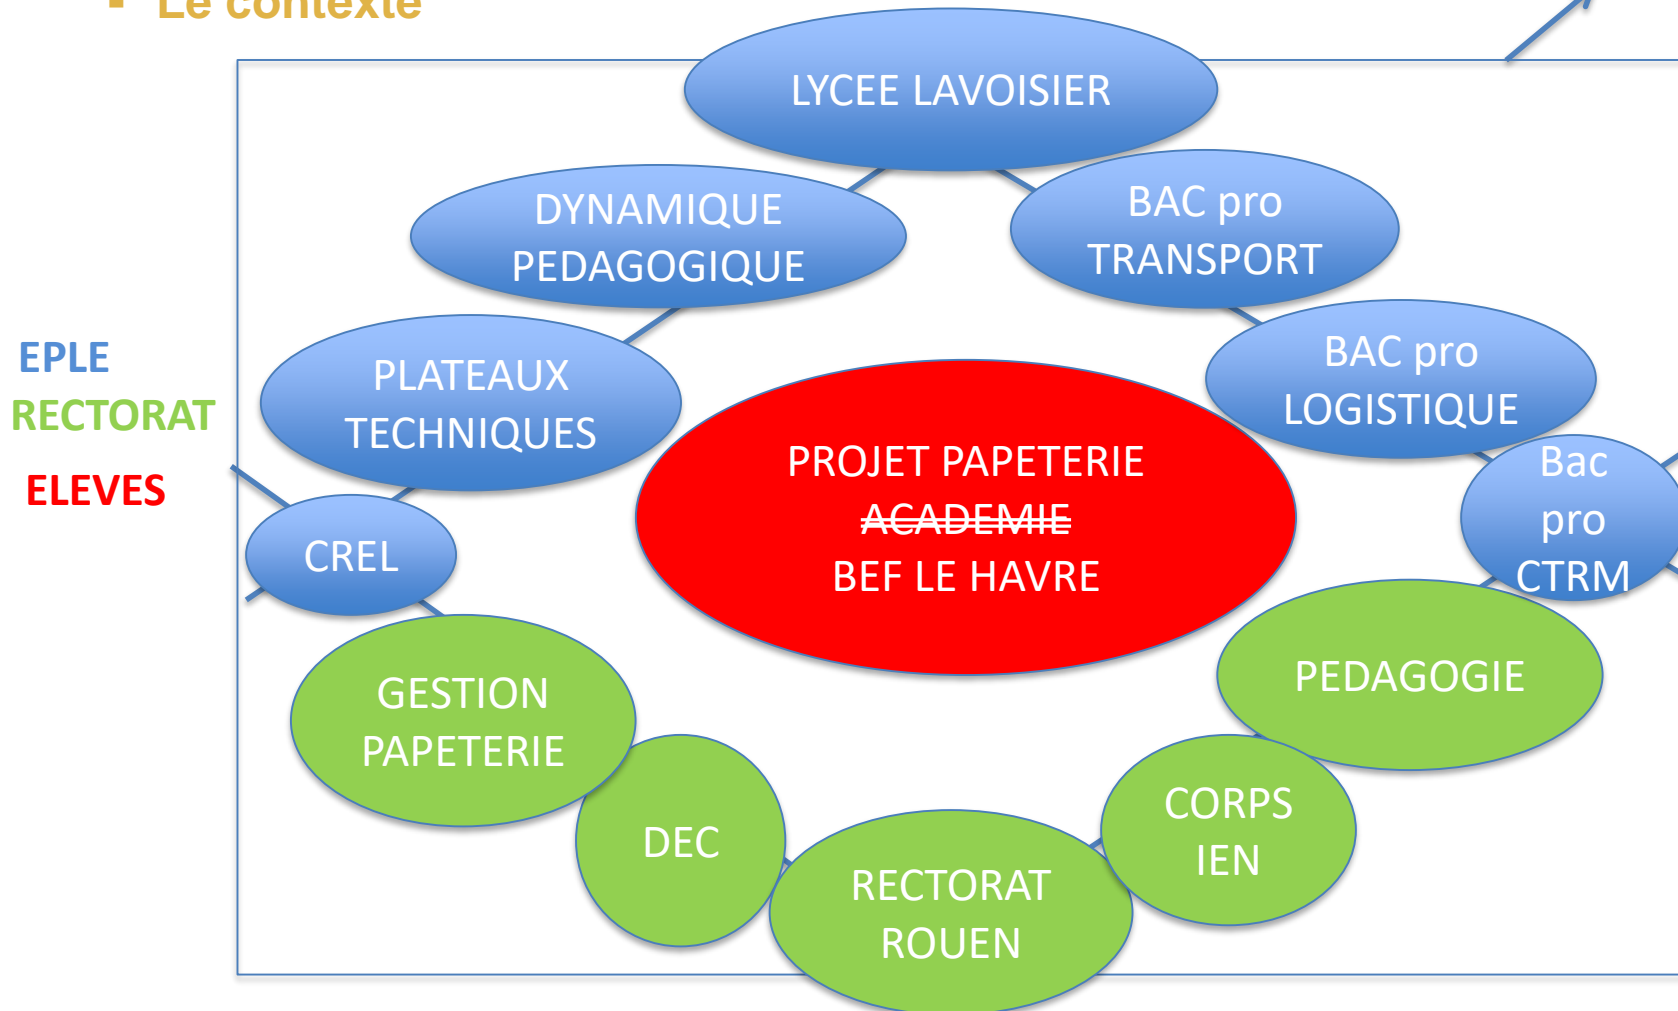 ▪ Le contexte
LYCEE LAVOISIER
DYNAMIQUE
PEDAGOGIQUE
BAC pro
TRANSPORT
PLATEAUX
TECHNIQUES
BAC pro
LOGISTIQUE
EPLE
RECTORAT
ELEVES
PROJET PAPETERIE
ACADEMIE
BEF LE HAVRE
Bac
pro
CTRM
CREL
GESTION
PAPETERIE
PEDAGOGIE
DEC
CORPS
IEN
RECTORAT
ROUEN